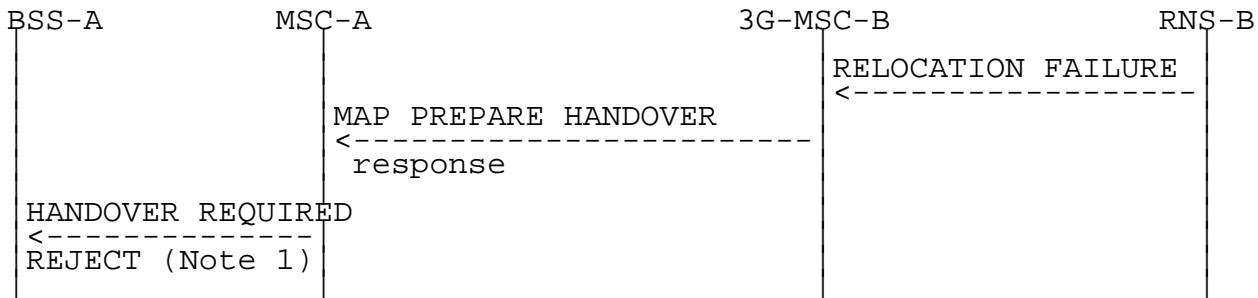 BSS-A MSC-A 3G-MSC-B RNS-B
RELOCATION FAILURE
<------------------
MAP PREPARE HANDOVER
<------------------------
response
HANDOVER REQUIRED
<--------------
REJECT (Note 1)